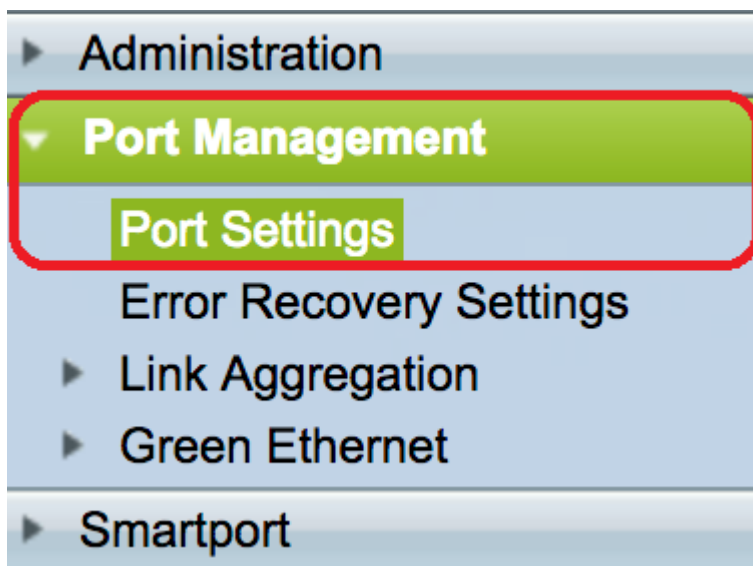 Administration
Port Management
Port Settings
Error Recovery Settings
Link Aggregation
Green Ethernet
Smartport